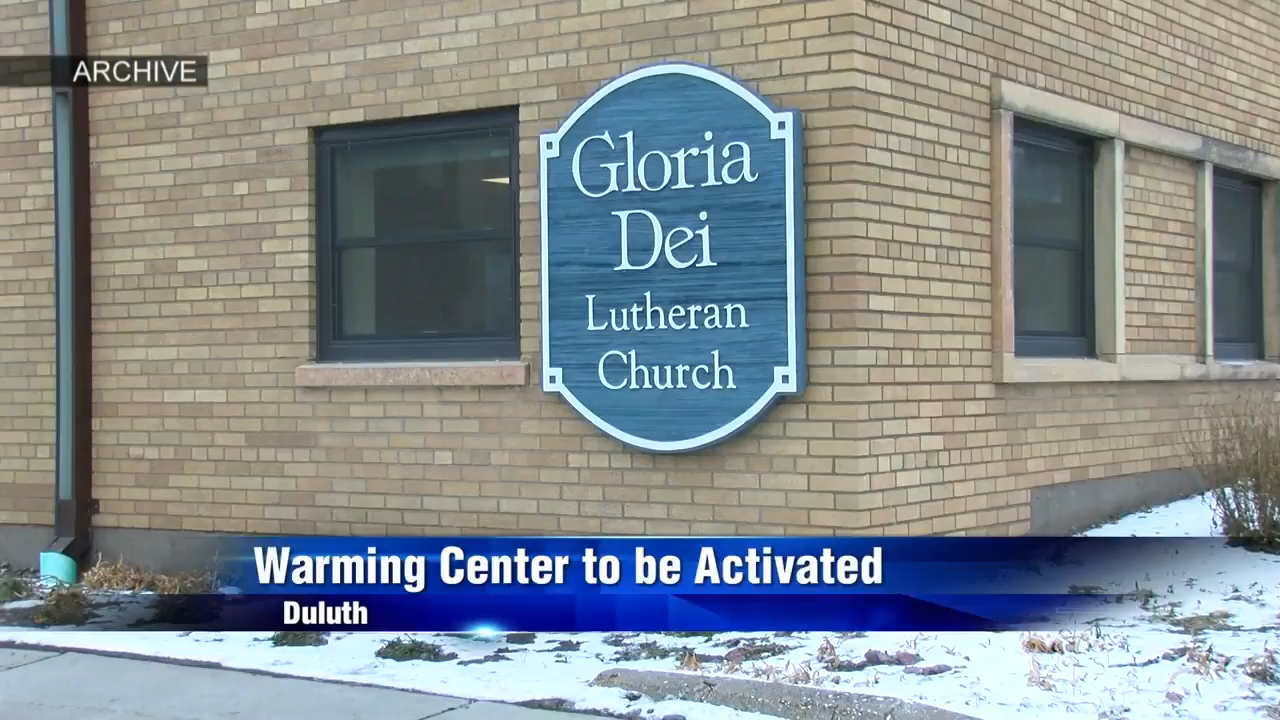 ARCHIVE
Gloria
Dei
Lutheran
Church
Warming Center to be Activated
Duluth